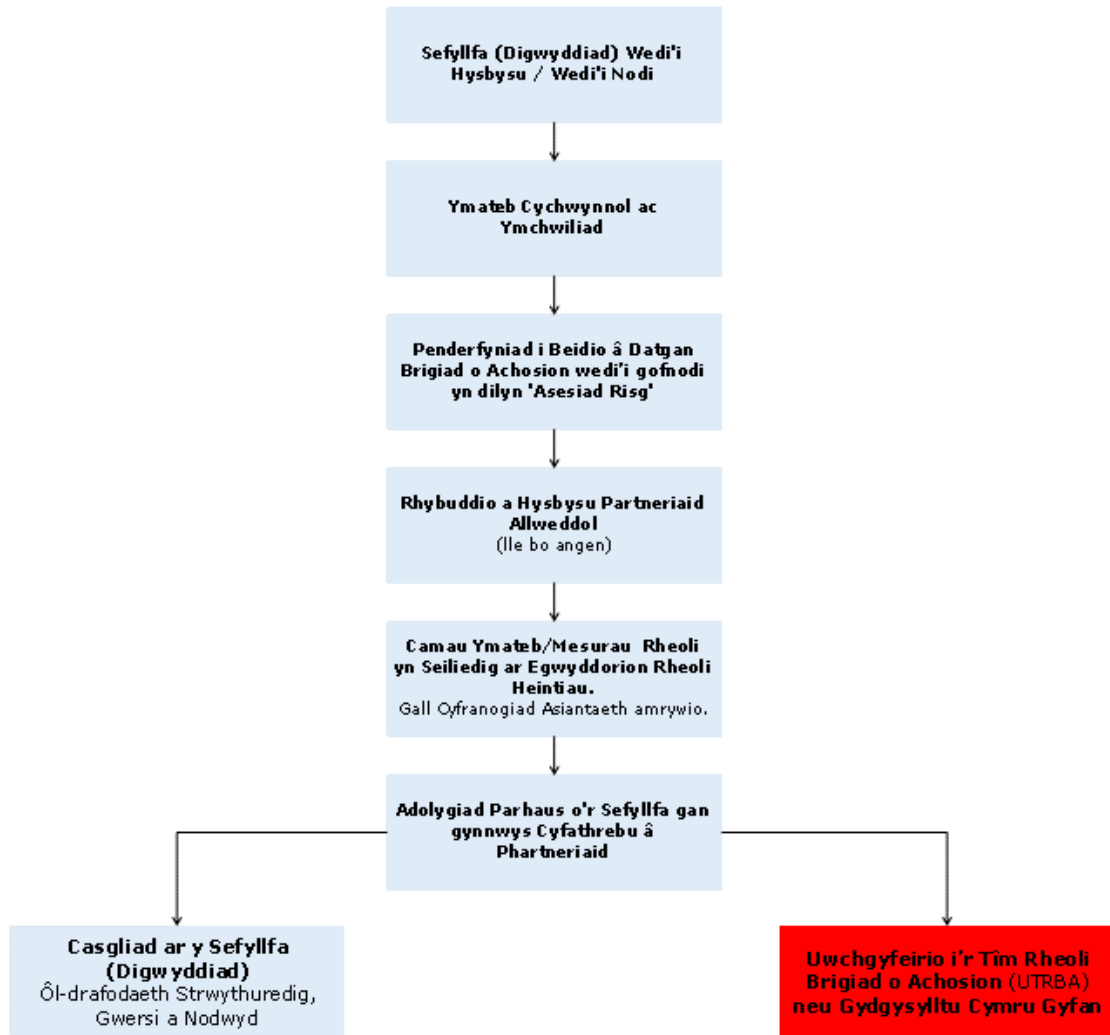 Sefyllfa (Digwyddiad) Wedi'i
Hysbysu / Wedi'i Nodi
Ymateb Cychwynnol ac
Ymchwiliad
Penderfyniad i Beidio â Datgan
Brigiad o Achosion wedi'i gofnodi
yn dilyn 'Asesiad Risg'
Rhybuddio a Hysbysu Partneriaid
Allweddol
(lle bo angen)
Camau Ymateb/Mesurau Rheoli
yn Seiliedig ar Egwyddorion Rheoli
Heintiau.
Gall Cyfranogiad Asiantaeth amrywio.
Adolygiad Parhaus o'r Sefyllfa gan
gynnwys Cyfathrebu â
Phartneriaid
Casgliad ar y Sefyllfa
(Digwyddiad)
Ôl-drafodaeth Strwythuredig,
Gwersi a Nodwyd
Uwchgyfeirio i'r Tîm Rheoli
Brigiad o Achosion (UTRBA)
neu Gydgysylltu Cymru Gyfan